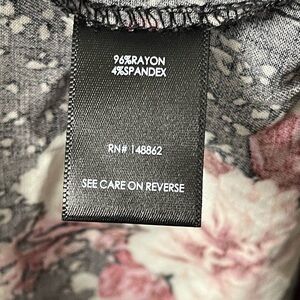 96%RAYON
4%SPANDEX
RN# 148862
SEE CARE ON REVERSE